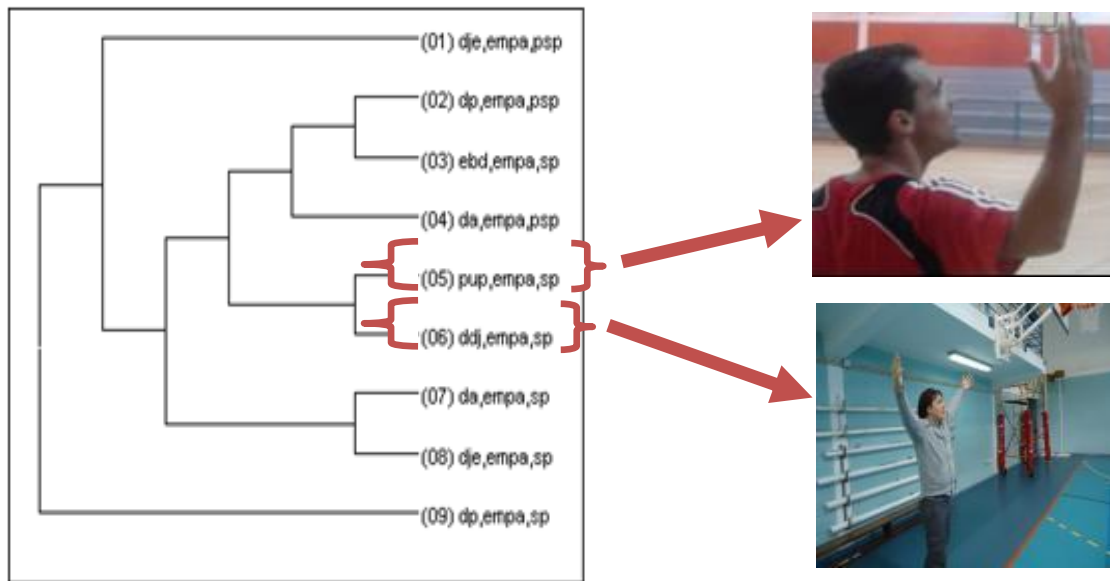 (01) dje,empa,psp
(02) dp,empa,psp
(03) ebd,empa,sp
(04) da,empa,psp
(05) pup,empa,sp
(06) ddj,empa,sp
(07) da,empa,sp
(08) dje,empa,sp
(09) dp,empa,sp